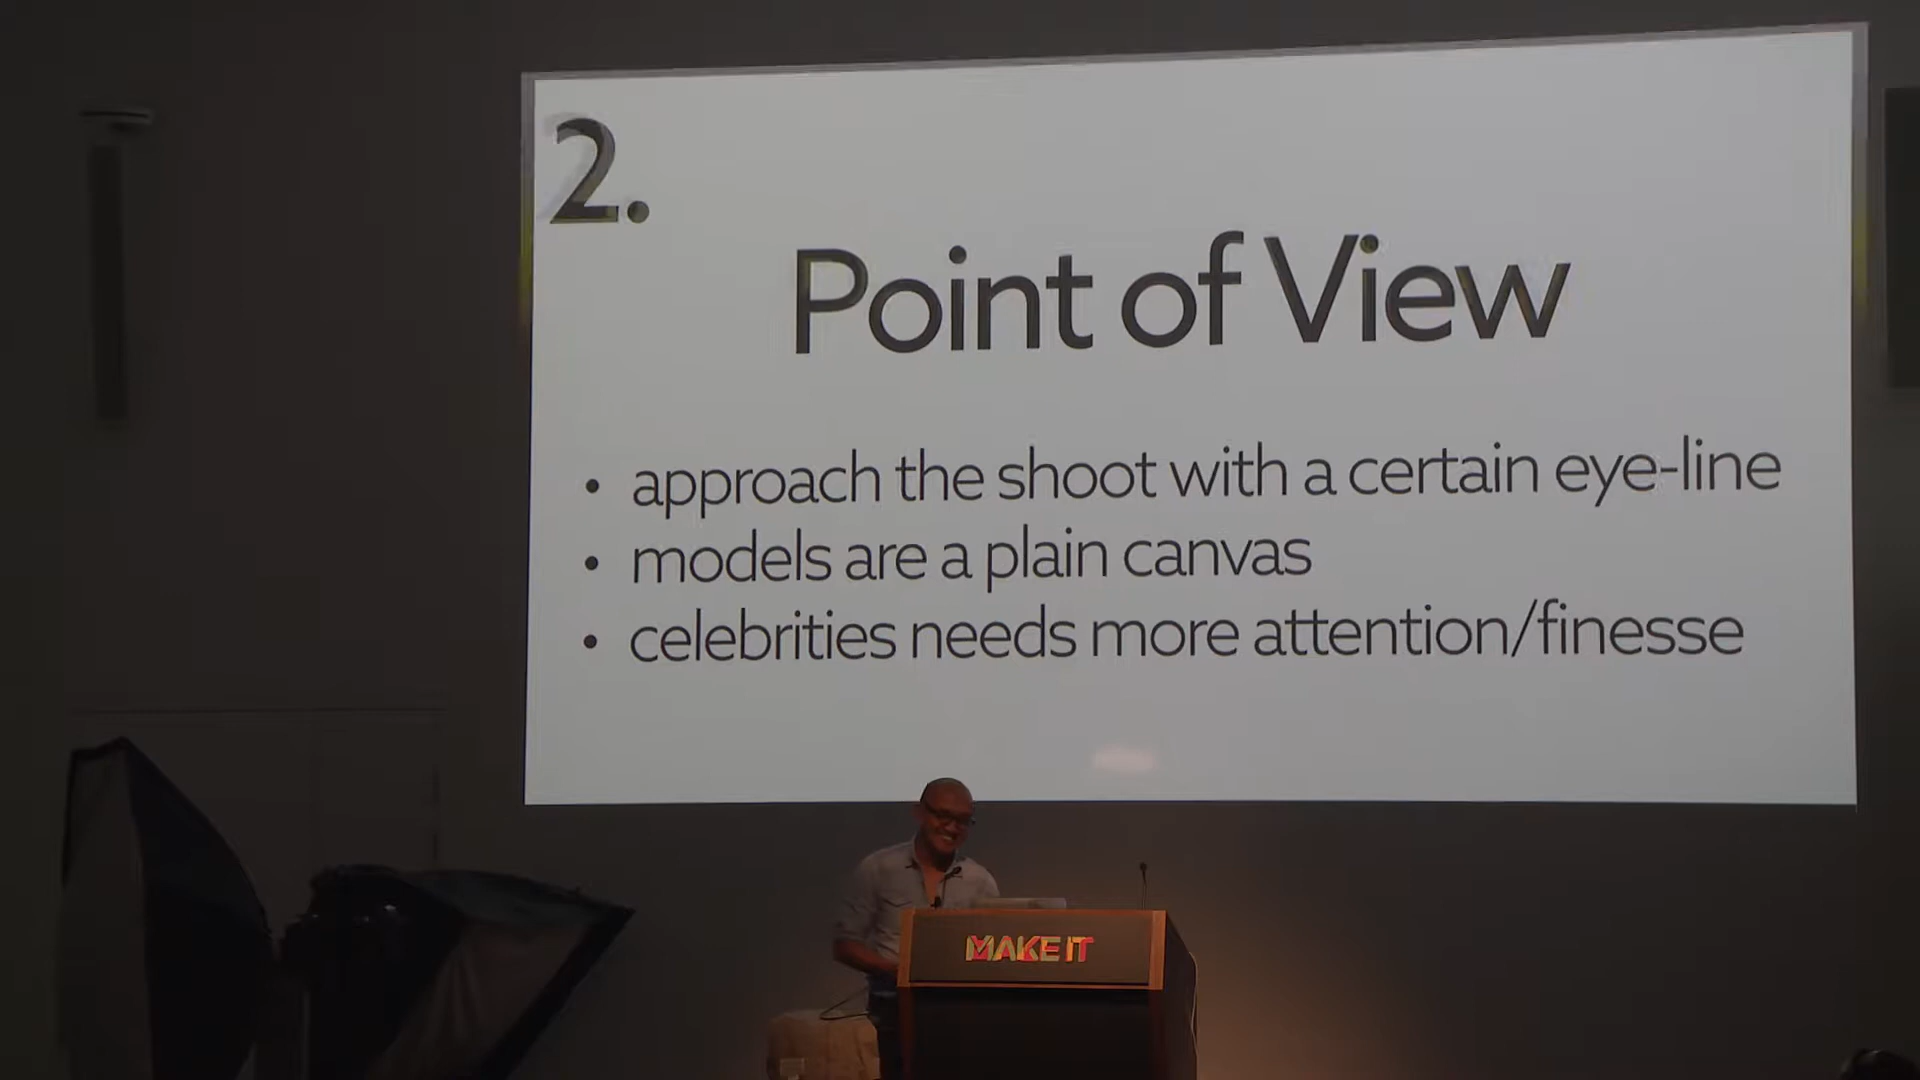 2.
Point of View
• approach the shoot with a certain eye-line
• models are a plain canvas
• celebrities needs more attention/finesse
MAKE IT